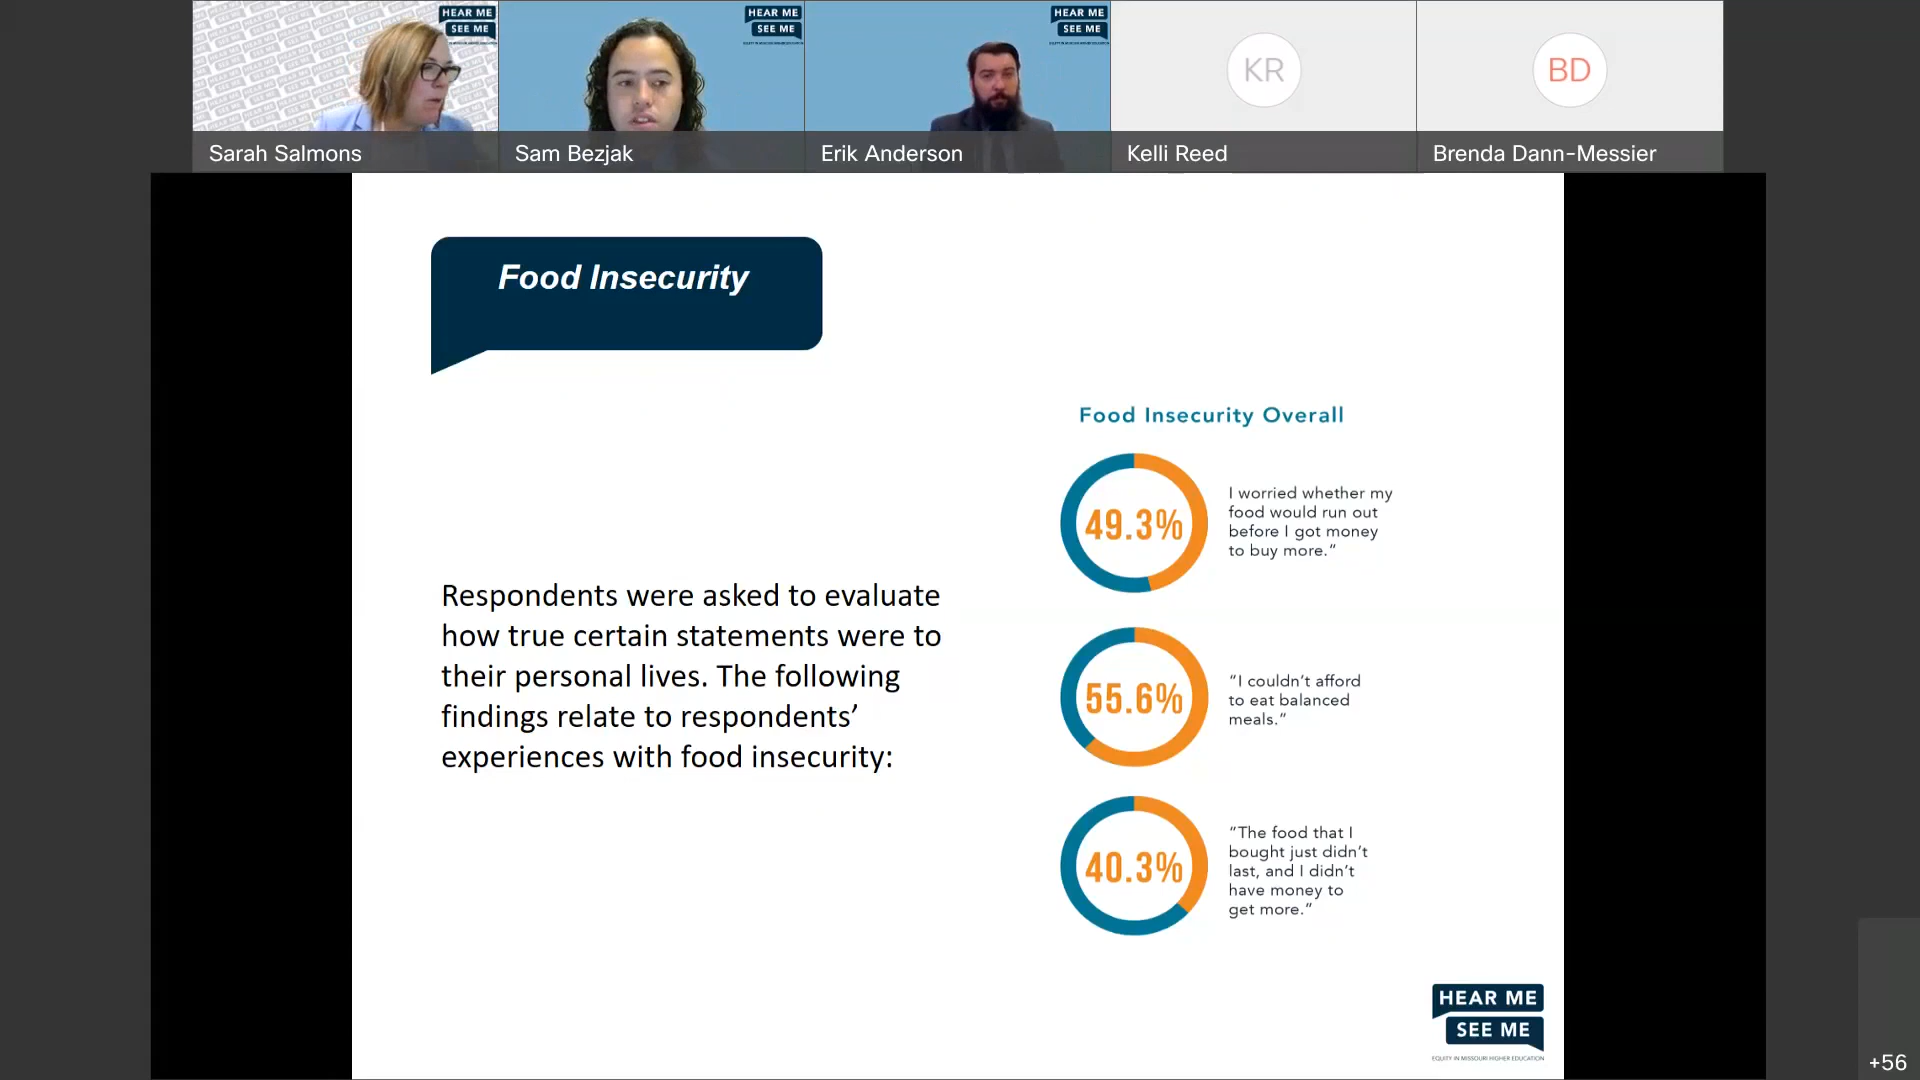 HEAR ME
SEE ME
HEAR ME
SEE ME
HEAR ME
SEE ME
KR
BD
Sarah Salmons
Sam Bezjak
Erik Anderson
Kelli Reed
Brenda Dann-Messier
Food Insecurity
Respondents were asked to evaluate
how true certain statements were to
their personal lives. The following
findings relate to respondents’
experiences with food insecurity:
Food Insecurity Overall
49.3%
I worried whether my
food would run out
before I got money
to buy more.”
55.6%
“I couldn’t afford
to eat balanced
meals.”
40.3%
“The food that I
bought just didn’t
last, and I didn’t
have money to
get more.”
HEAR ME
SEE ME
EQUITY IN MISSOURI HIGHER EDUCATION
+56